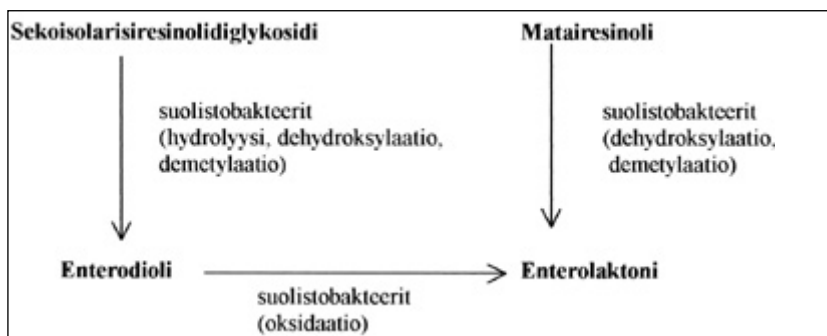 Sekoisolarisiresinolidiglykosidi
Matairesinoli
suolistobakteerit
(hydrolyysi, dehydroksylaatio,
demetylaatio)
suolistobakteerit
(dehydroksylaatio,
demetylaatio)
Enterodioli
Enterolaktoni
suolistobakteerit
(oksidaatio)